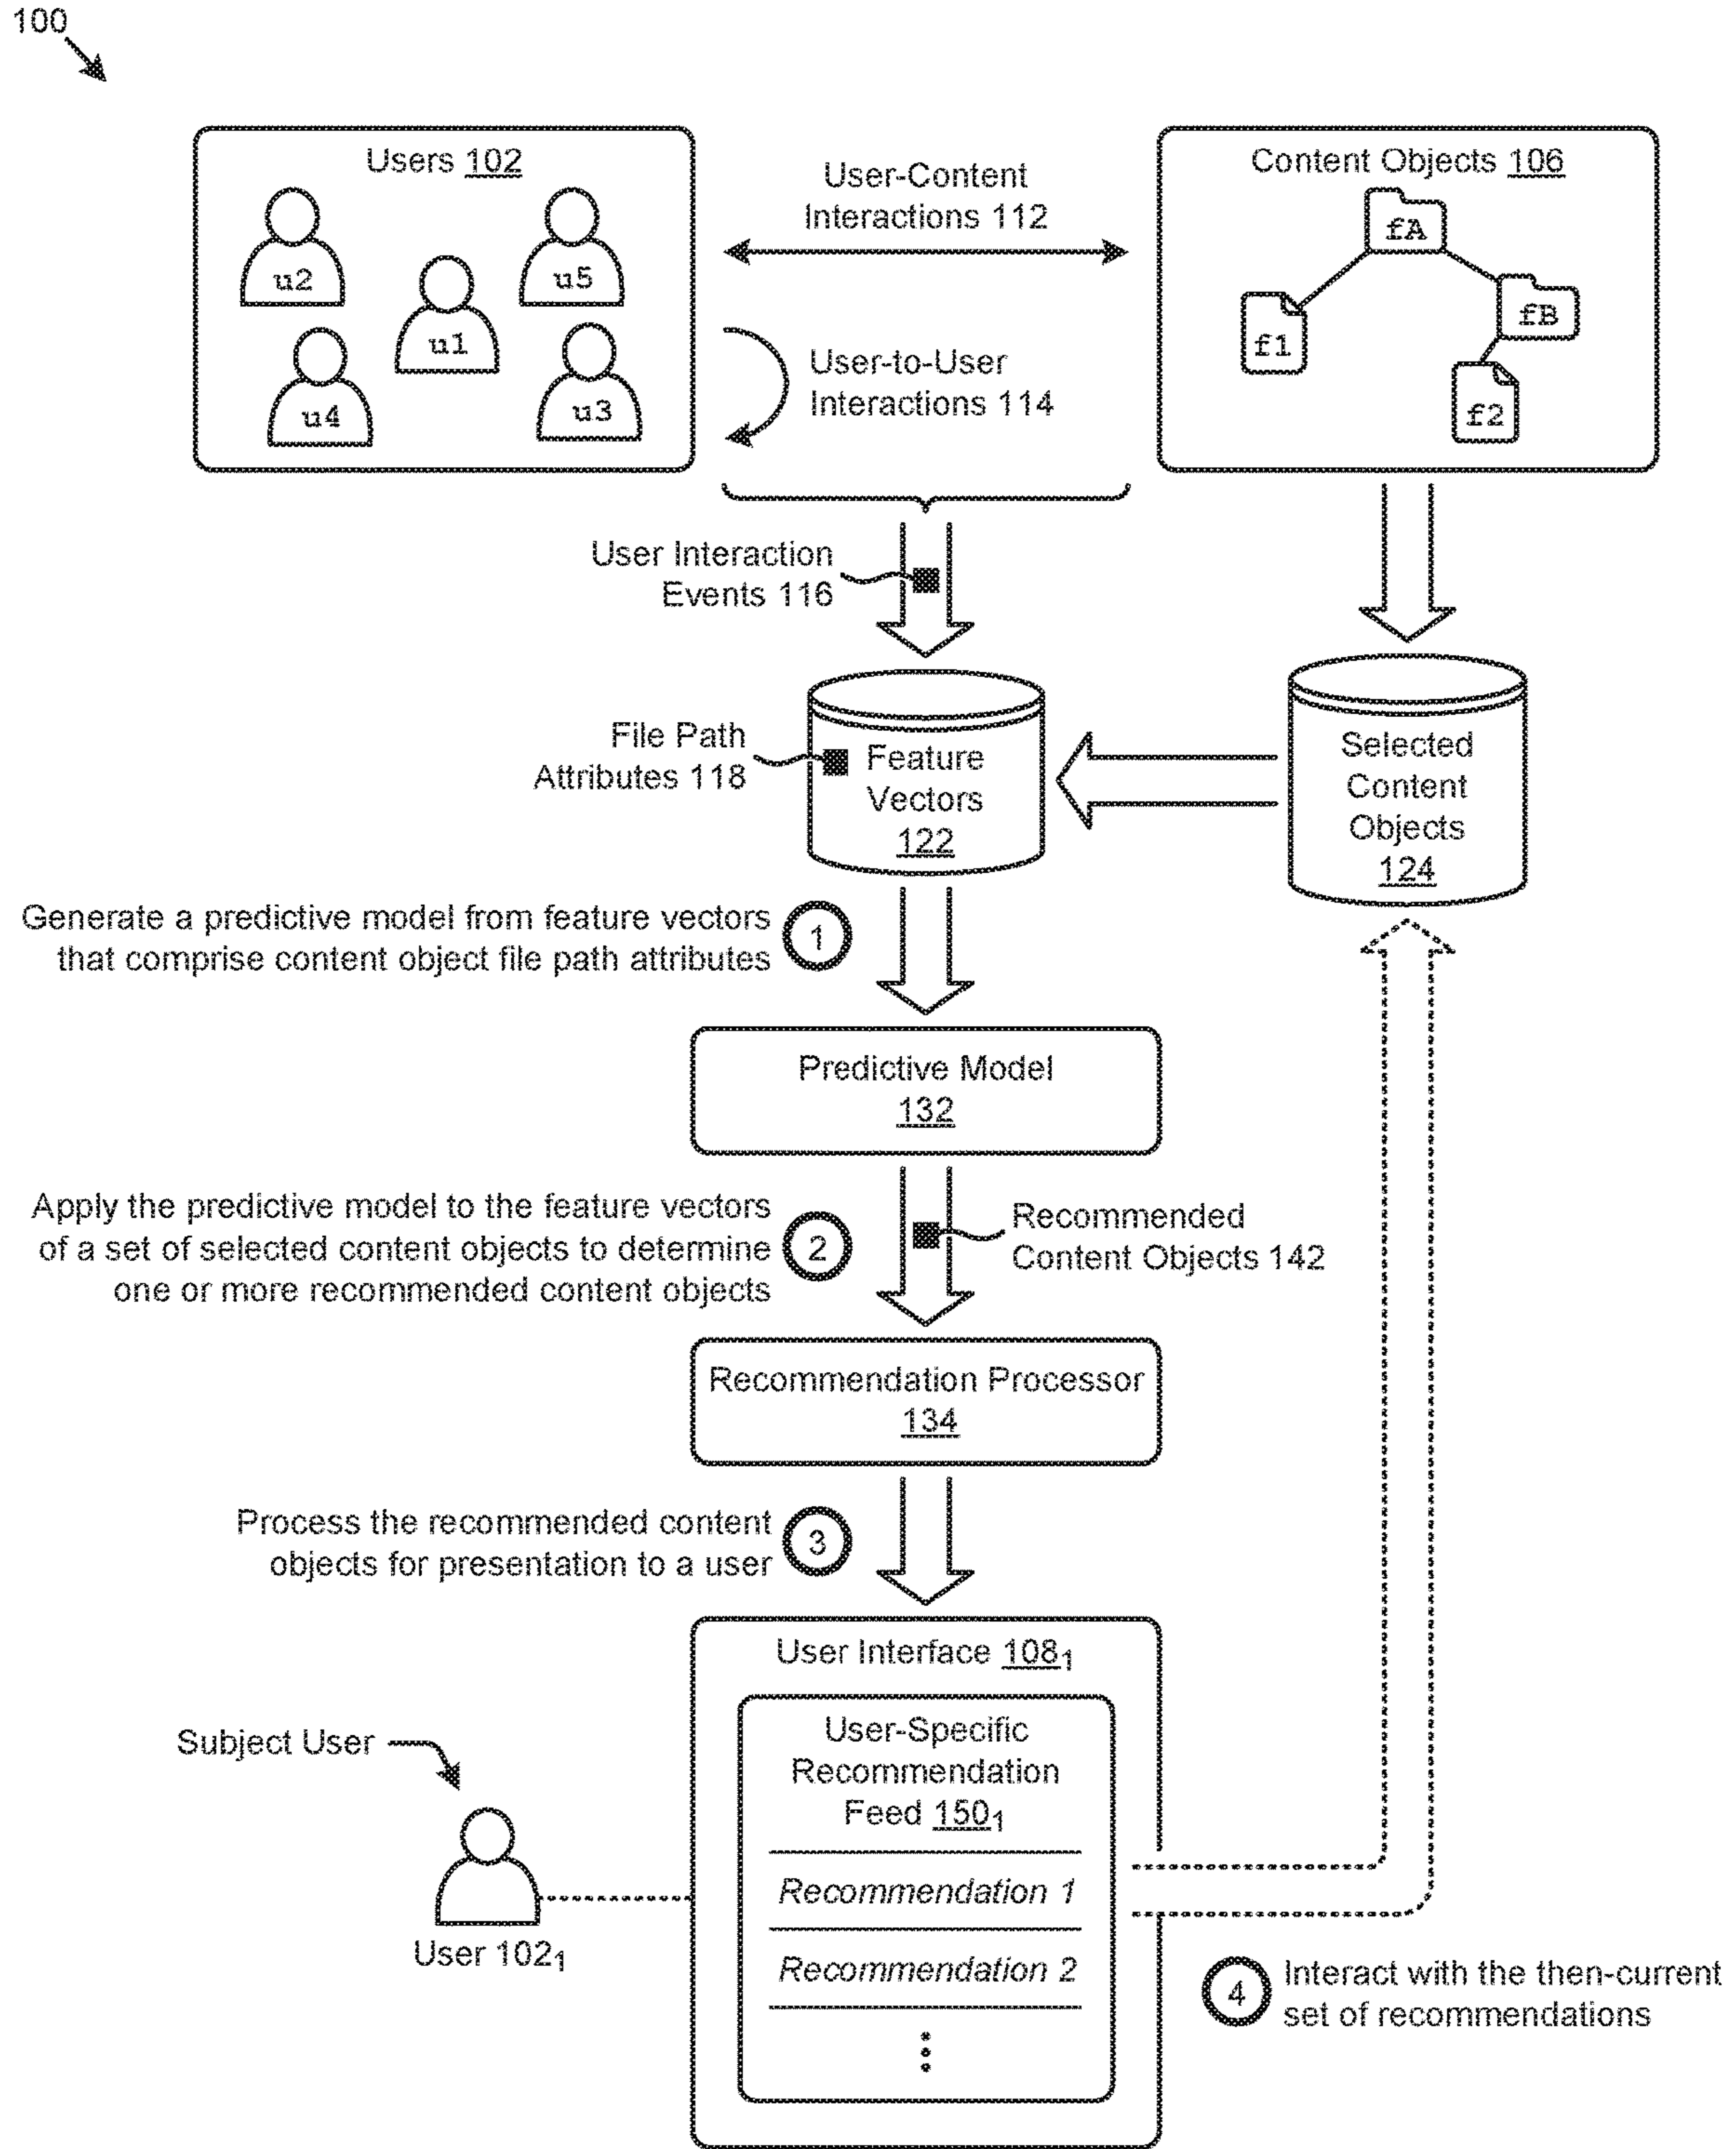 100
Users 102
u2
u5
u1
u4
u3
User-Content
Interactions 112
User-to-User
Interactions 114
Content Objects 106
fA
f1
fB
f2
User Interaction
Events 116
File Path
Attributes 118
Feature
Vectors
122
Selected
Content
Objects
124
Generate a predictive model from feature vectors
that comprise content object file path attributes
1
Predictive Model
132
Apply the predictive model to the feature vectors
of a set of selected content objects to determine
one or more recommended content objects
2
Recommended
Content Objects 142
Recommendation Processor
134
Process the recommended content
objects for presentation to a user
3
User Interface 108₁
User-Specific
Recommendation
Feed 150₁
Recommendation 1
Recommendation 2
Subject User
User 102₁
4
Interact with the then-current
set of recommendations